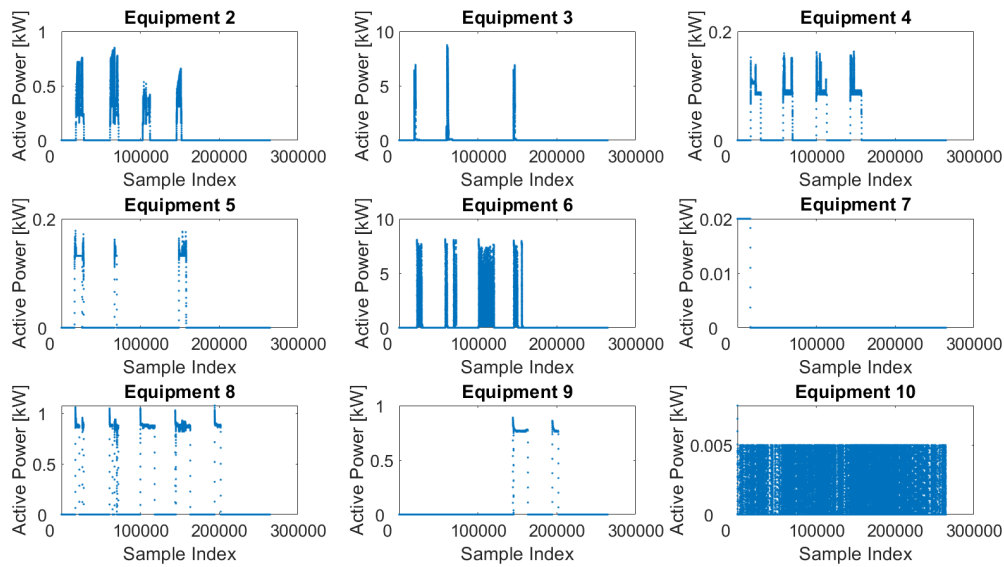 Equipment 2
Active Power [kW]
1
0.5
0
0
100000
200000
300000
Sample Index
Equipment 3
Active Power [kW]
10
5
0
0
100000
200000
300000
Sample Index
Equipment 4
Active Power [kW]
0.2
0.1
0
0
100000
200000
300000
Sample Index
Equipment 5
Active Power [kW]
0.2
0.1
0
0
100000
200000
300000
Sample Index
Equipment 6
Active Power [kW]
10
5
0
0
100000
200000
300000
Sample Index
Equipment 7
Active Power [kW]
0.02
0.01
0
0
100000
200000
300000
Sample Index
Equipment 8
Active Power [kW]
1
0.5
0
0
100000
200000
300000
Sample Index
Equipment 9
Active Power [kW]
1
0.5
0
0
100000
200000
300000
Sample Index
Equipment 10
Active Power [kW]
0.005
0
0
100000
200000
300000
Sample Index